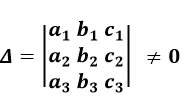 Δ = |a₁ b₁ c₁|
|a₂ b₂ c₂| ≠ 0
|a₃ b₃ c₃|